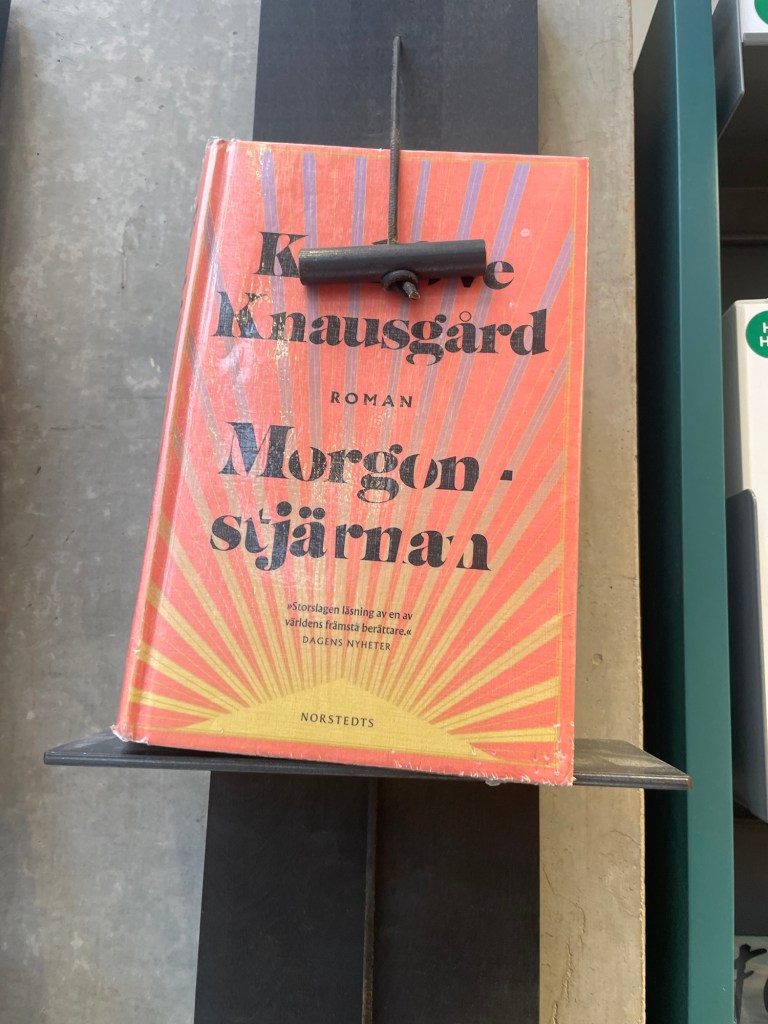 Knausgård
ROMAN
Morgon-
stjärnan
»Storslagen läsning av en av
världens främsta berättare.«
DAGENS NYHETER
NORSTEDTS